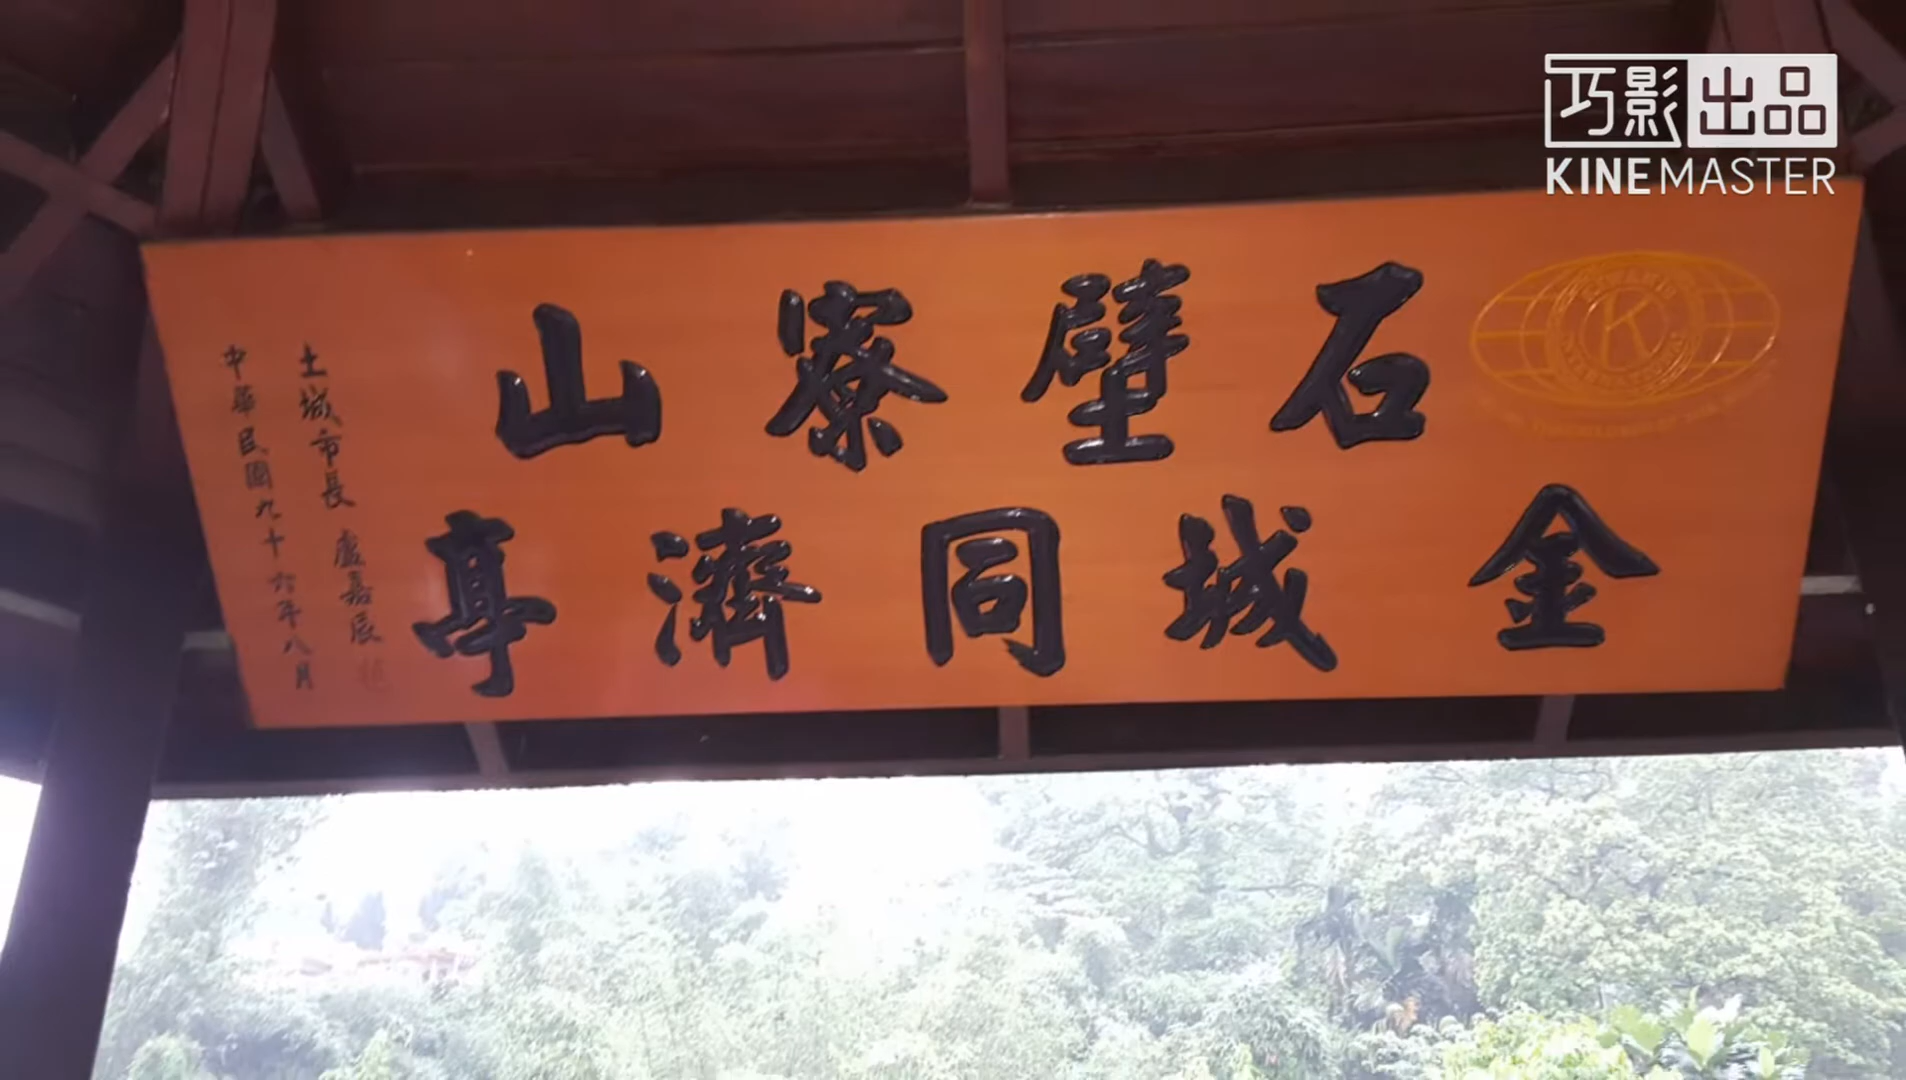 巧影出品
KINEMASTER
石壁寮山
金城同濟亭
土城市長 盧嘉辰
中華民國九十六年八月
K